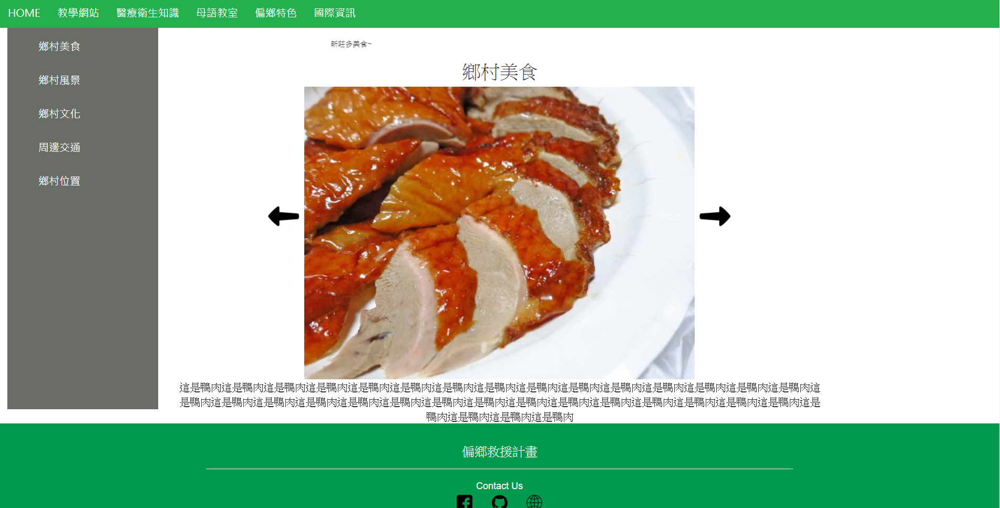 HOME 教學網站 醫療衛生知識 母語教室 偏鄉特色 國際資訊
鄉村美食
鄉村風景
鄉村文化
周邊交通
鄉村位置
新莊多美食~
鄉村美食
這是鴨肉這是鴨肉這是鴨肉這是鴨肉這是鴨肉這是鴨肉這是鴨肉這是鴨肉這是鴨肉這是鴨肉這是鴨肉這是鴨肉這是鴨肉這是鴨肉這是鴨肉這
是鴨肉這是鴨肉這是鴨肉這是鴨肉這是鴨肉這是鴨肉這是鴨肉這是鴨肉這是鴨肉這是鴨肉這是鴨肉這是鴨肉這是鴨肉這是鴨肉這是鴨肉這是
鴨肉這是鴨肉這是鴨肉這是鴨肉
偏鄉救援計畫
Contact Us